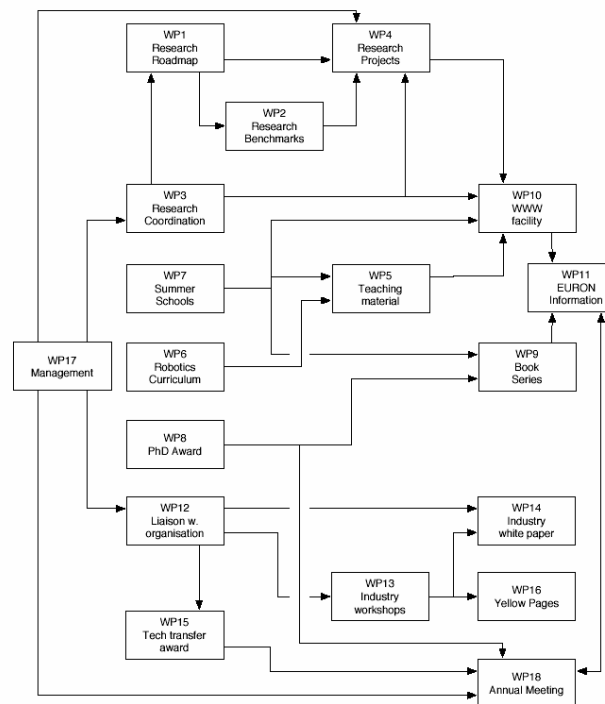 WP1
Research
Roadmap
WP4
Research
Projects
WP2
Research
Benchmarks
WP3
Research
Coordination
WP10
WWW
facility
WP7
Summer
Schools
WP5
Teaching
material
WP11
EURON
Information
WP17
Management
WP6
Robotics
Curriculum
WP9
Book
Series
WP8
PhD Award
WP12
Liaison w.
organisation
WP14
Industry
white paper
WP13
Industry
workshops
WP16
Yellow Pages
WP15
Tech transfer
award
WP18
Annual Meeting